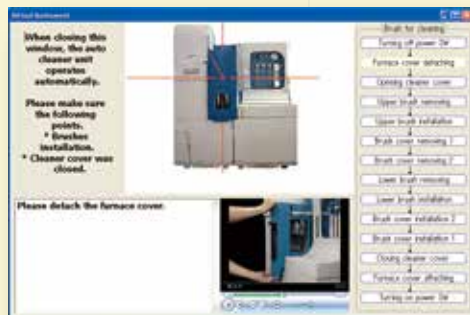 Virtual Instrument
When closing this
window, the auto
cleaner unit
operates
automatically.
Please make sure
the following
points.
* Brushes
installation.
* Cleaner cover was
closed.
Please detach the furnace cover.
Brush for cleaning
Turning off power SW
Furnace cover detaching
Opening cleaner cover
Upper brush removing
Upper brush installation
Brush cover removing 1
Brush cover removing 2
Lower brush removing
Lower brush installation
Brush cover installation 2
Brush cover installation 1
Closing cleaner cover
Furnace cover attaching
Turning on power SW